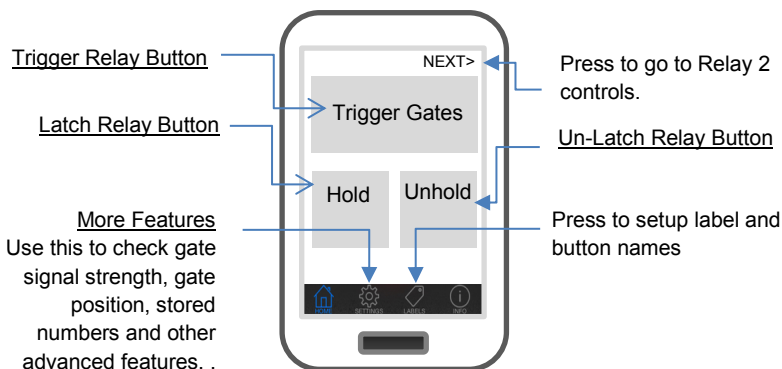 Trigger Relay Button
Latch Relay Button
More Features
Use this to check gate
signal strength, gate
position, stored
numbers and other
advanced features. .
NEXT>
Trigger Gates
Hold
Unhold
HOME
SETTINGS
LABELS
INFO
Press to go to Relay 2
controls.
Un-Latch Relay Button
Press to setup label and
button names